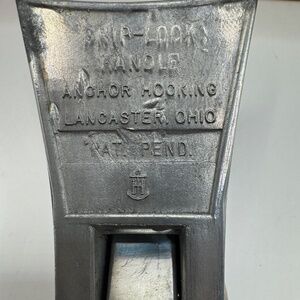 GRIP-LOCK
HANDLE
ANCHOR HOCKING
LANCASTER, OHIO
PAT. PEND.